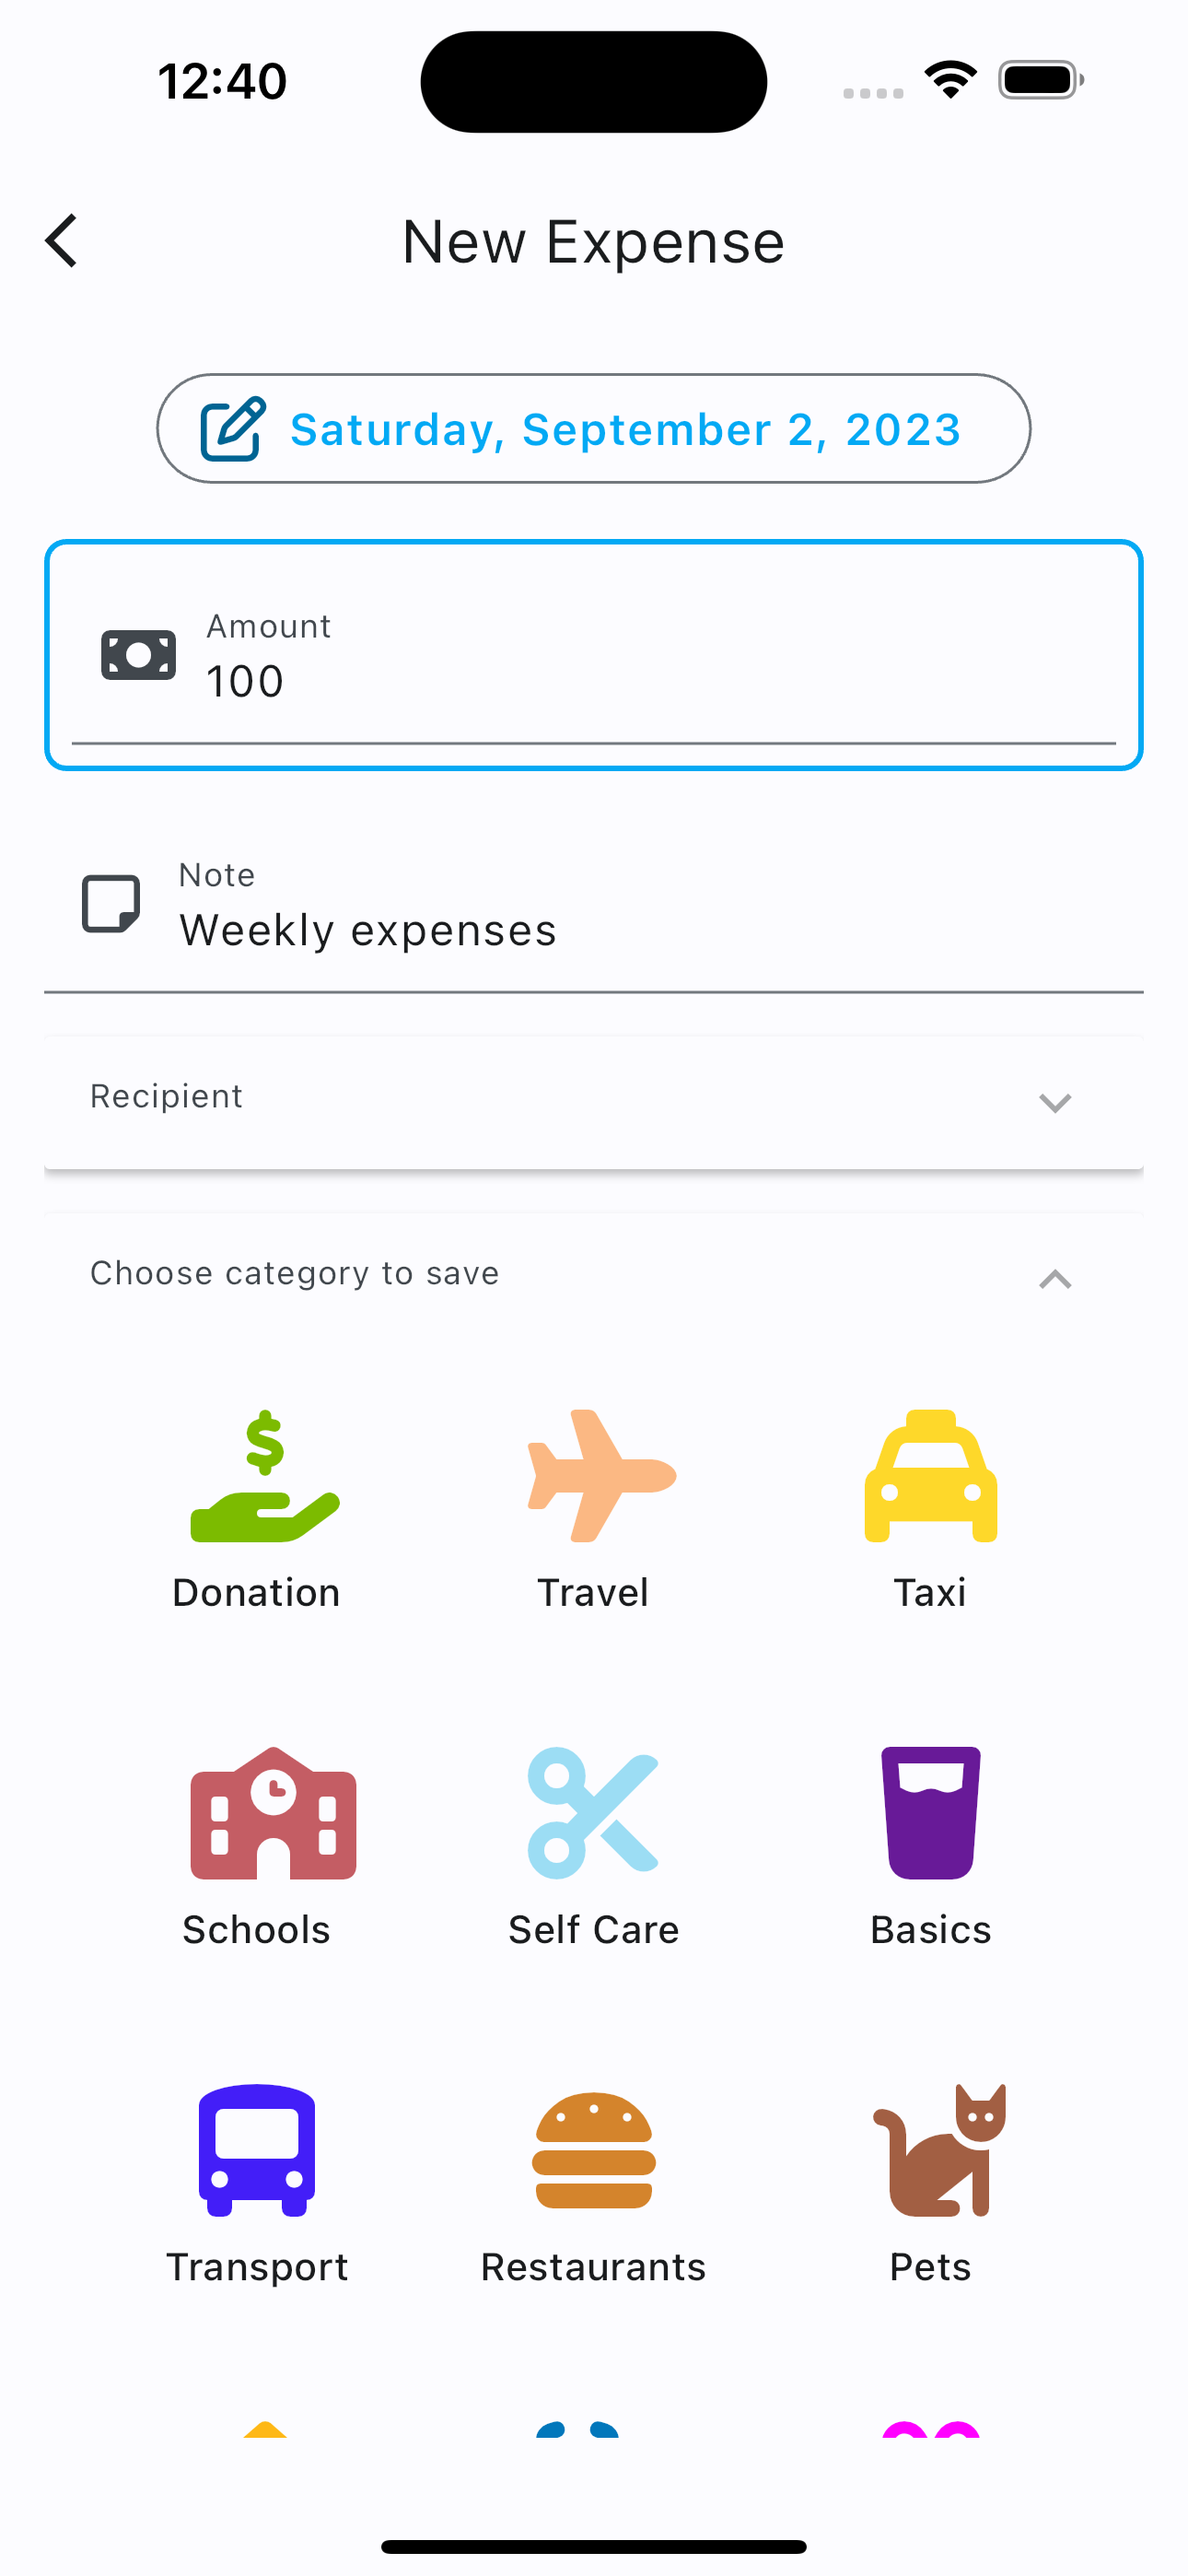 12:40
New Expense
Saturday, September 2, 2023
Amount
100
Note
Weekly expenses
Recipient
Choose category to save
$
Donation
Travel
Taxi
Schools
Self Care
Basics
Transport
Restaurants
Pets